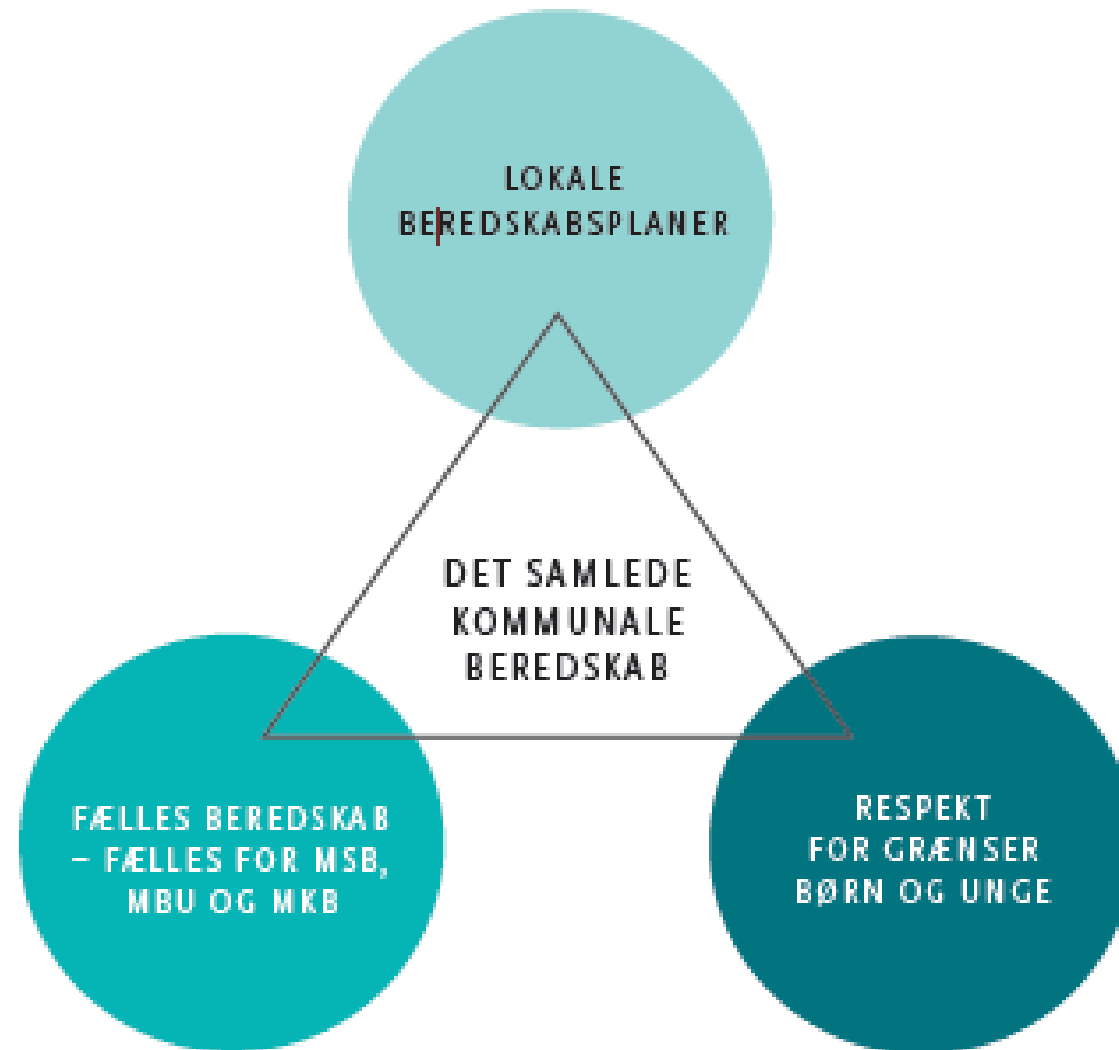 LOKALE
BEREDSKABSPLANER
DET SAMLEDE
KOMMUNALE
BEREDSKAB
FÆLLES BEREDSKAB
– FÆLLES FOR MSB,
MBU OG MKB
RESPEKT
FOR GRÆNSER
BØRN OG UNGE